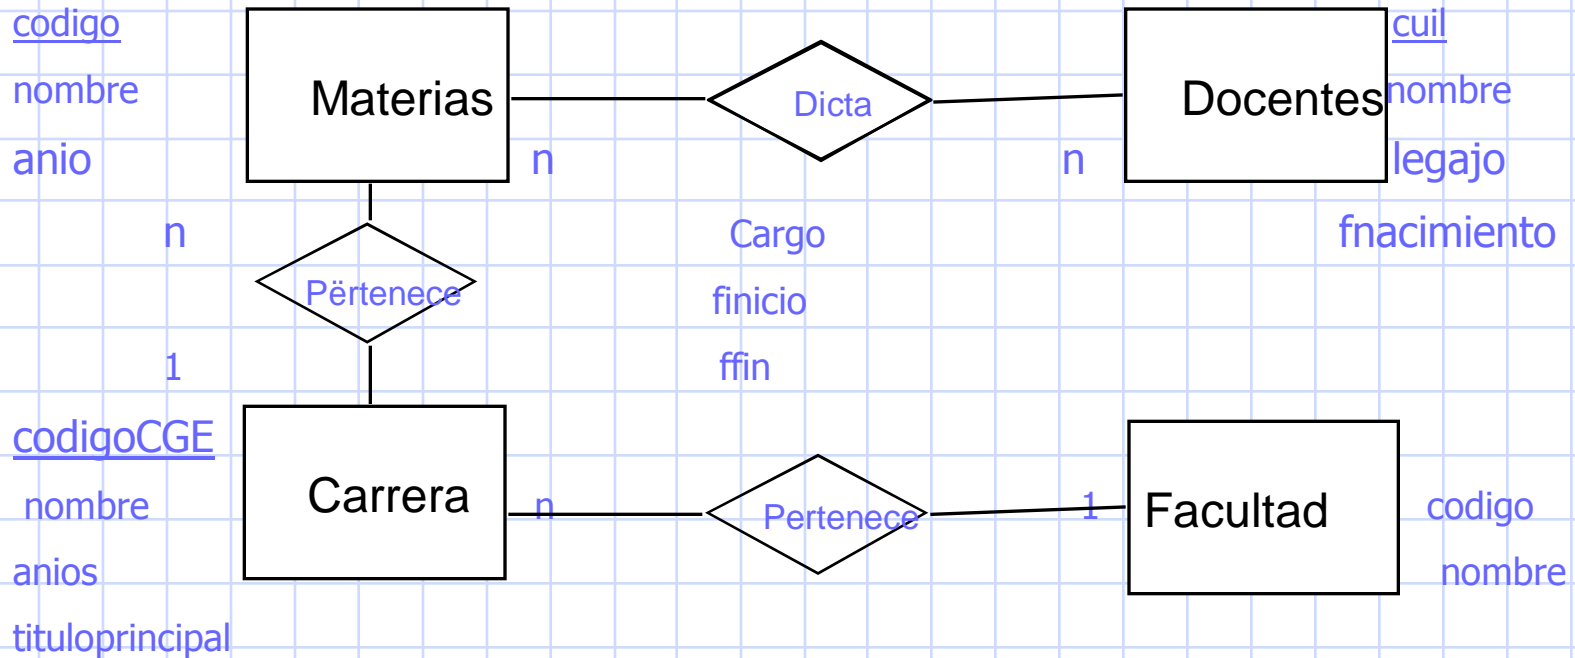 codigo
nombre
anio
Materias
n
Dicta
n
Docentes
cuil
nombre
legajo
fnacimiento
n
Përtenece
1
Cargo
finicio
ffin
codigoCGE
nombre
anios
tituloprincipal
Carrera
n
Pertenece
1
Facultad
codigo
nombre